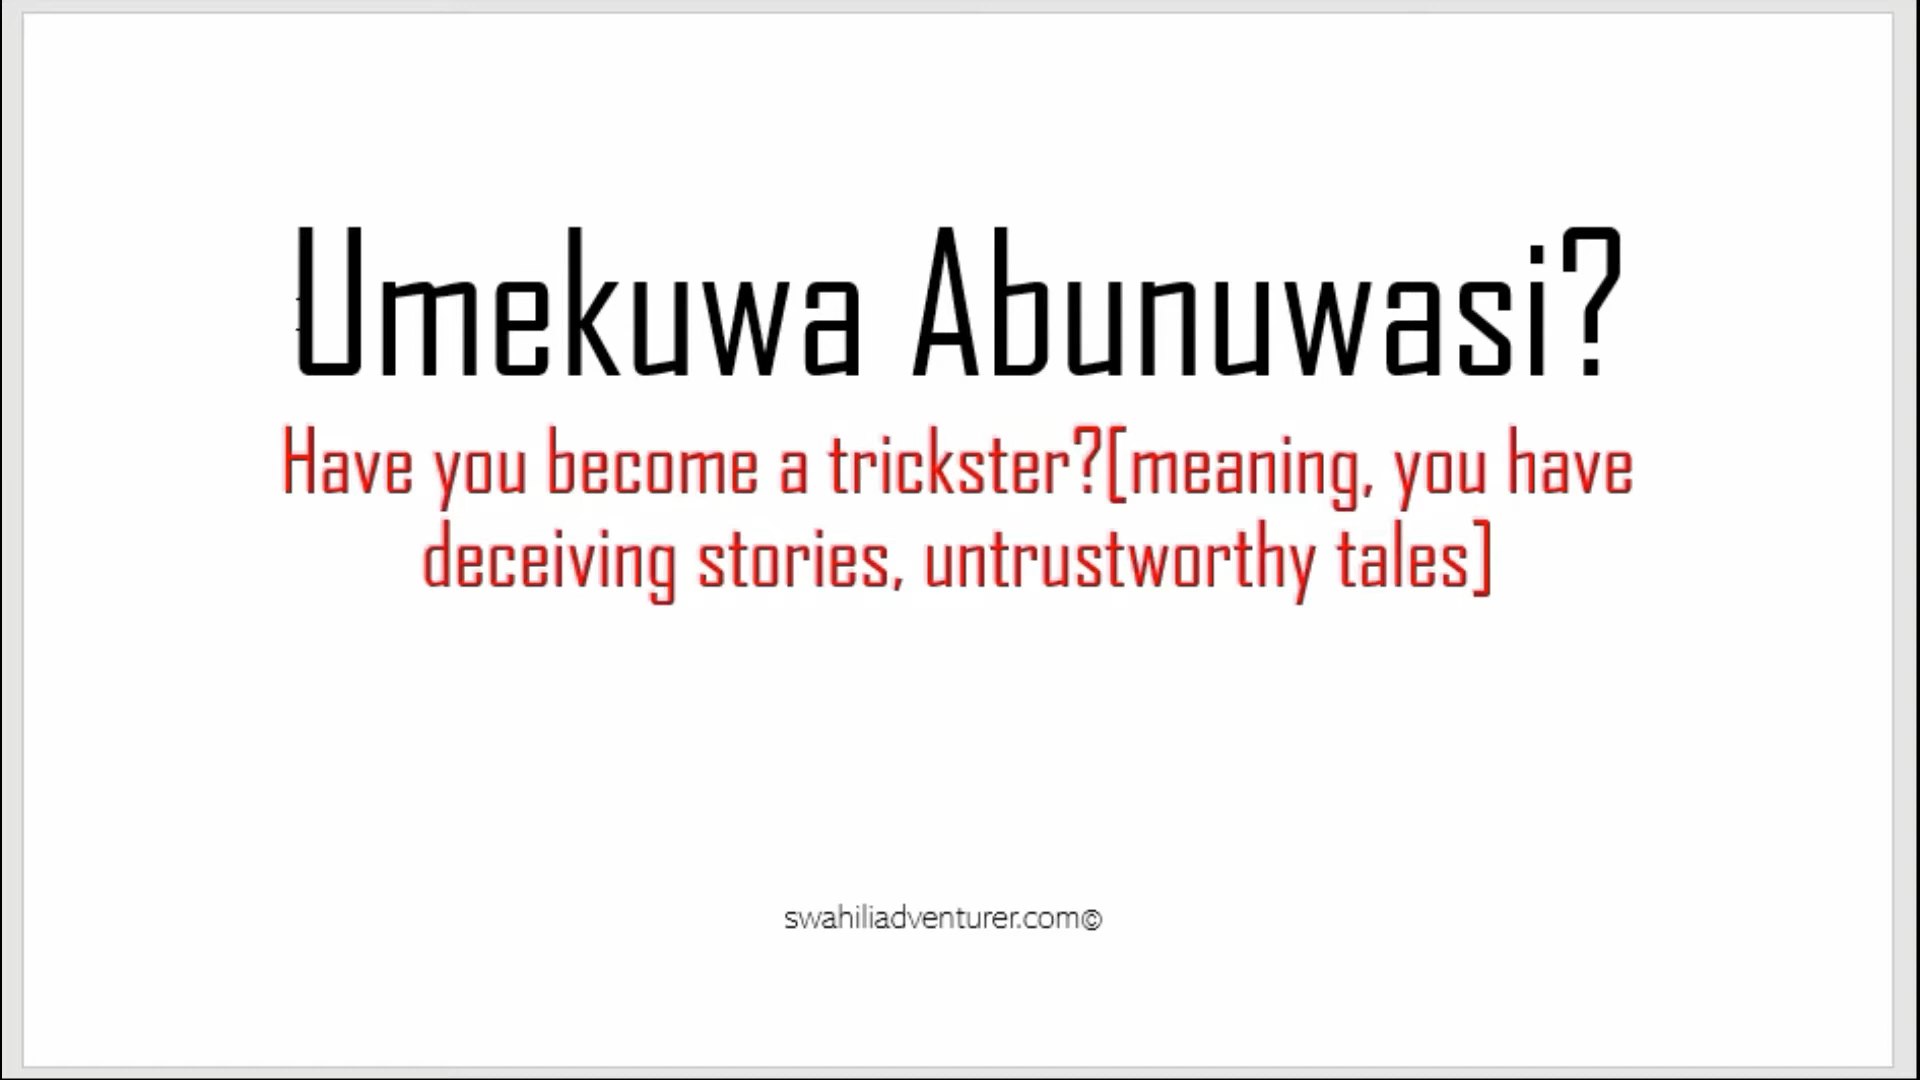 Umekuwa Abunuwasi?
Have you become a trickster?[meaning, you have
deceiving stories, untrustworthy tales]
swahiliadventurer.com©